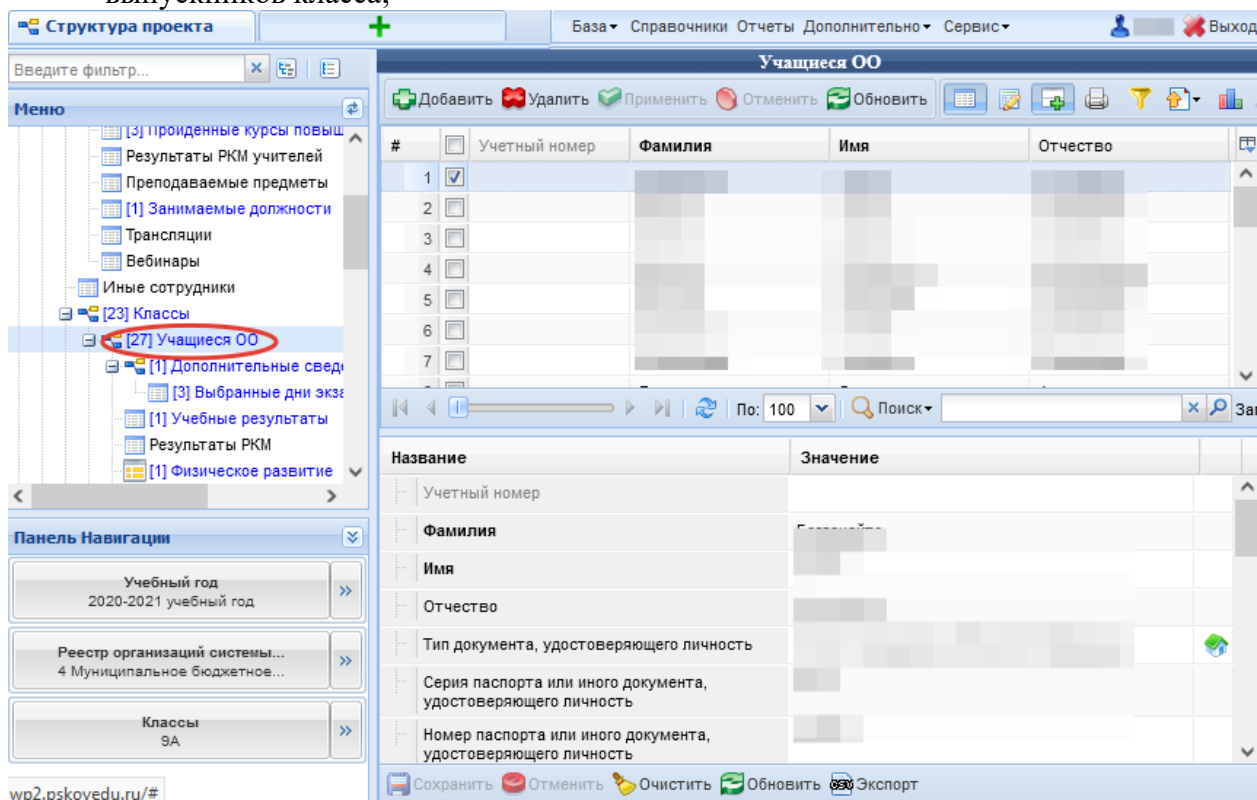 выпускников класса;
Структура проекта
База Справочники Отчеты Дополнительно Сервис Выход
Введите фильтр...
Учащиеся ОО
Меню
Добавить Удалить Применить Отменить Обновить
[3] Пройденные курсы повыш
Результаты РКМ учителей
Преподаваемые предметы
[1] Занимаемые должности
Трансляции
Вебинары
Иные сотрудники
[23] Классы
[27] Учащиеся ОО
[1] Дополнительные сведе
[3] Выбранные дни экза
[1] Учебные результаты
Результаты РКМ
[1] Физическое развитие
# Учетный номер Фамилия Имя Отчество
1
2
3
4
5
6
7
По: 100 Поиск Зап
Название Значение
Учетный номер
Фамилия
Имя
Отчество
Тип документа, удостоверяющего личность
Серия паспорта или иного документа,
удостоверяющего личность
Номер паспорта или иного документа,
удостоверяющего личность
Панель Навигации
Учебный год
2020-2021 учебный год
Реестр организаций системы...
4 Муниципальное бюджетное...
Классы
9А
Сохранить Отменить Очистить Обновить Экспорт
wp2.pskovedu.ru/#